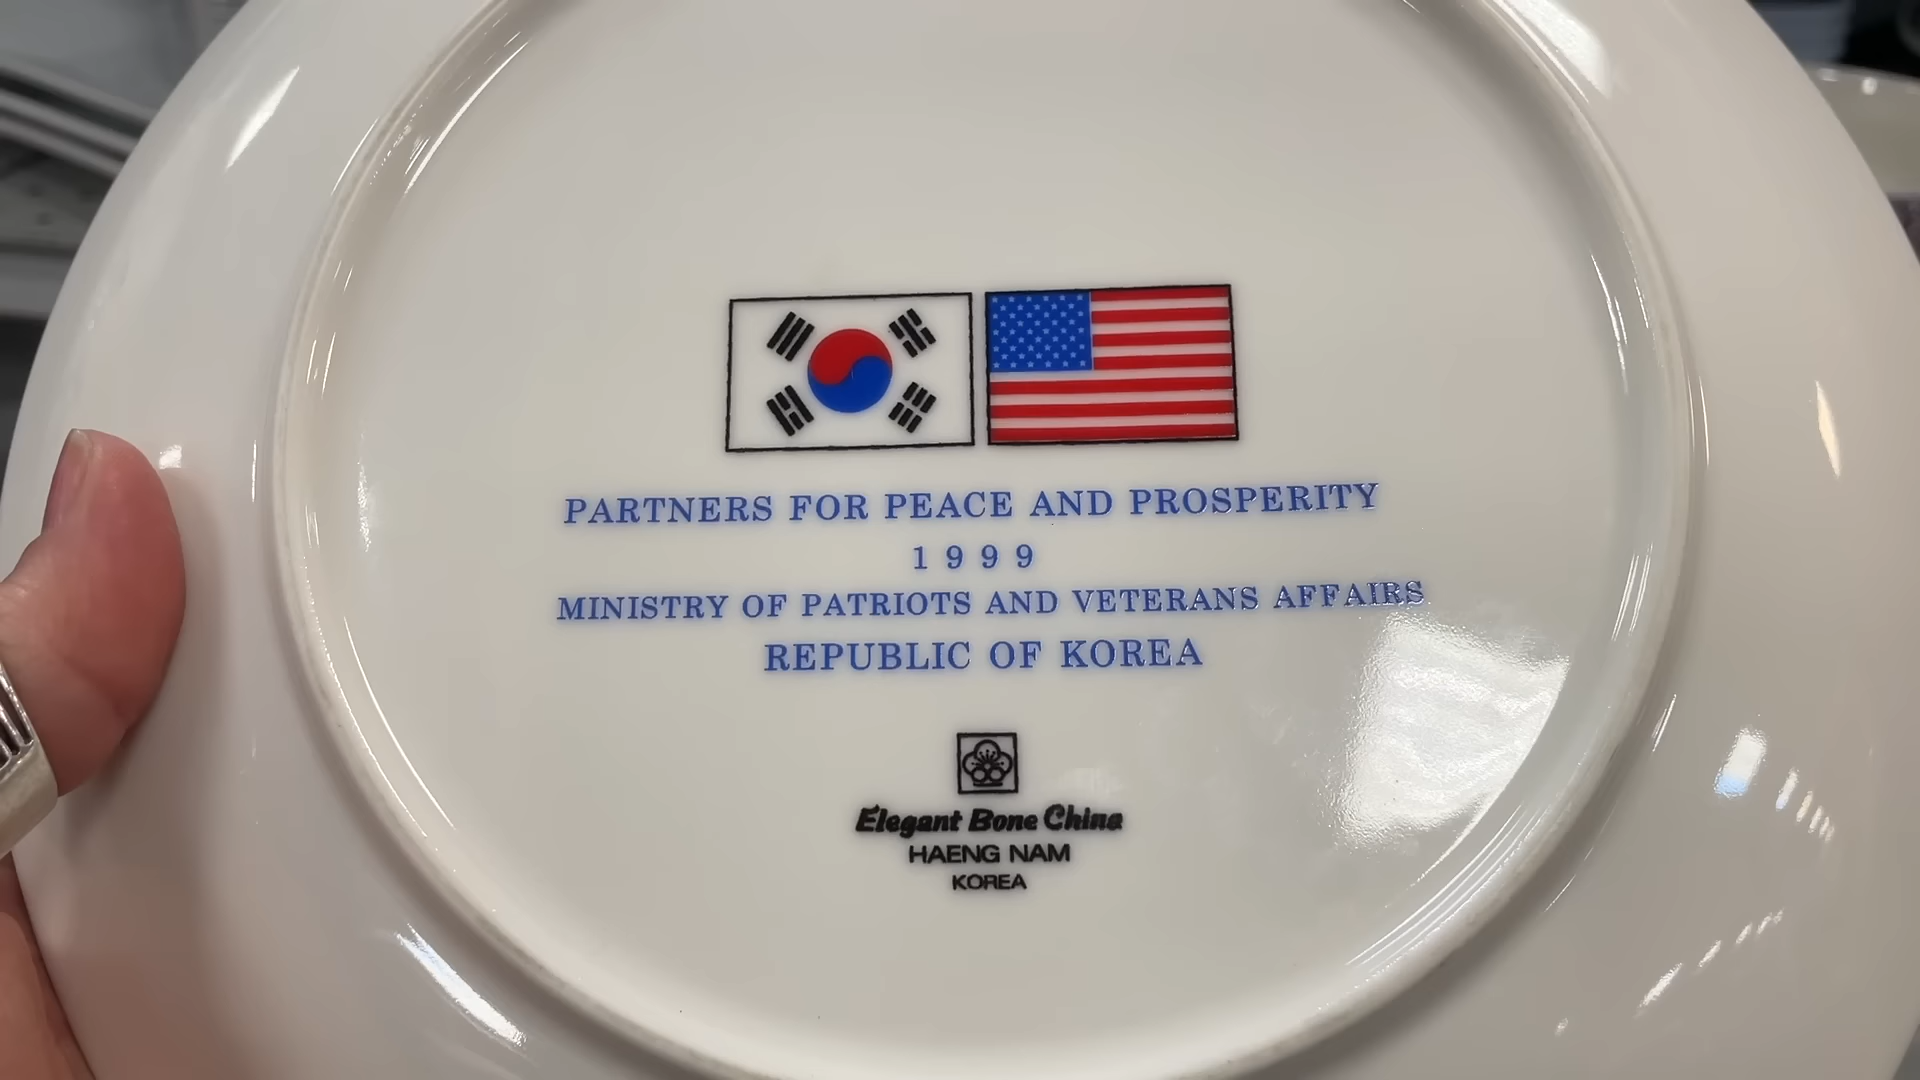 PARTNERS FOR PEACE AND PROSPERITY
1999
MINISTRY OF PATRIOTS AND VETERANS AFFAIRS
REPUBLIC OF KOREA
Elegant Bone China
HAENG NAM
KOREA